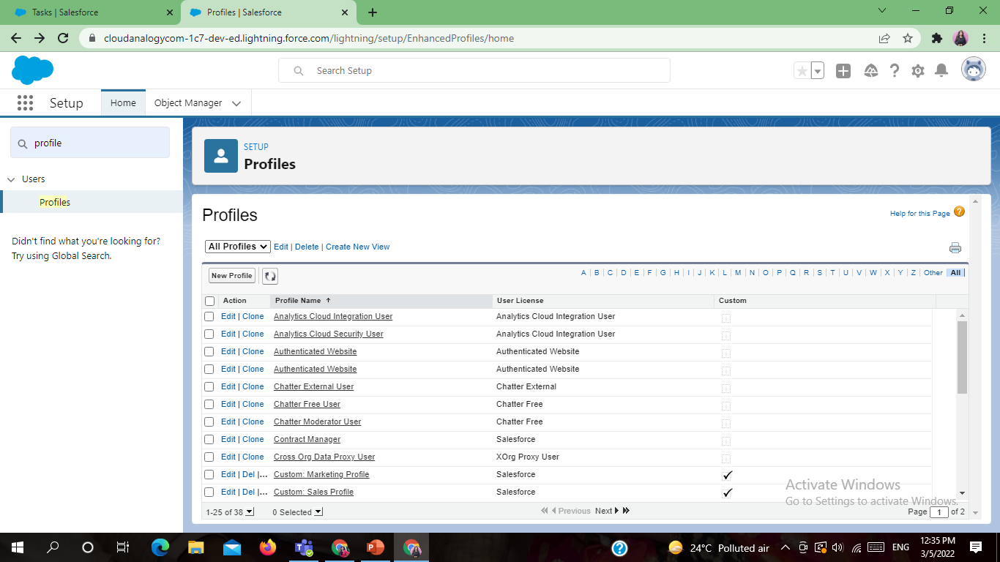 Tasks | Salesforce
Profiles | Salesforce
cloudanalogycom-1c7-dev-ed.lightning.force.com/lightning/setup/EnhancedProfiles/home
Search Setup
Setup Home Object Manager
profile
Users
Profiles
Didn't find what you're looking for?
Try using Global Search.
SETUP
Profiles
Profiles
Help for this Page ?
All Profiles Edit | Delete | Create New View
New Profile A | B | C | D | E | F | G | H | I | J | K | L | M | N | O | P | Q | R | S | T | U | V | W | X | Y | Z | Other | All |
Action Profile Name ↑ User License Custom
Edit | Clone Analytics Cloud Integration User Analytics Cloud Integration User
Edit | Clone Analytics Cloud Security User Analytics Cloud Integration User
Edit | Clone Authenticated Website Authenticated Website
Edit | Clone Authenticated Website Authenticated Website
Edit | Clone Chatter External User Chatter External
Edit | Clone Chatter Free User Chatter Free
Edit | Clone Chatter Moderator User Chatter Free
Edit | Clone Contract Manager Salesforce
Edit | Clone Cross Org Data Proxy User XOrg Proxy User
Edit | Del |... Custom: Marketing Profile Salesforce ✓
Edit | Del |... Custom: Sales Profile Salesforce ✓
Activate Windows
Go to Settings to activate Windows.
1-25 of 38 0 Selected Previous Next Page 1 of 2
24°C Polluted air ENG
12:35 PM
3/5/2022